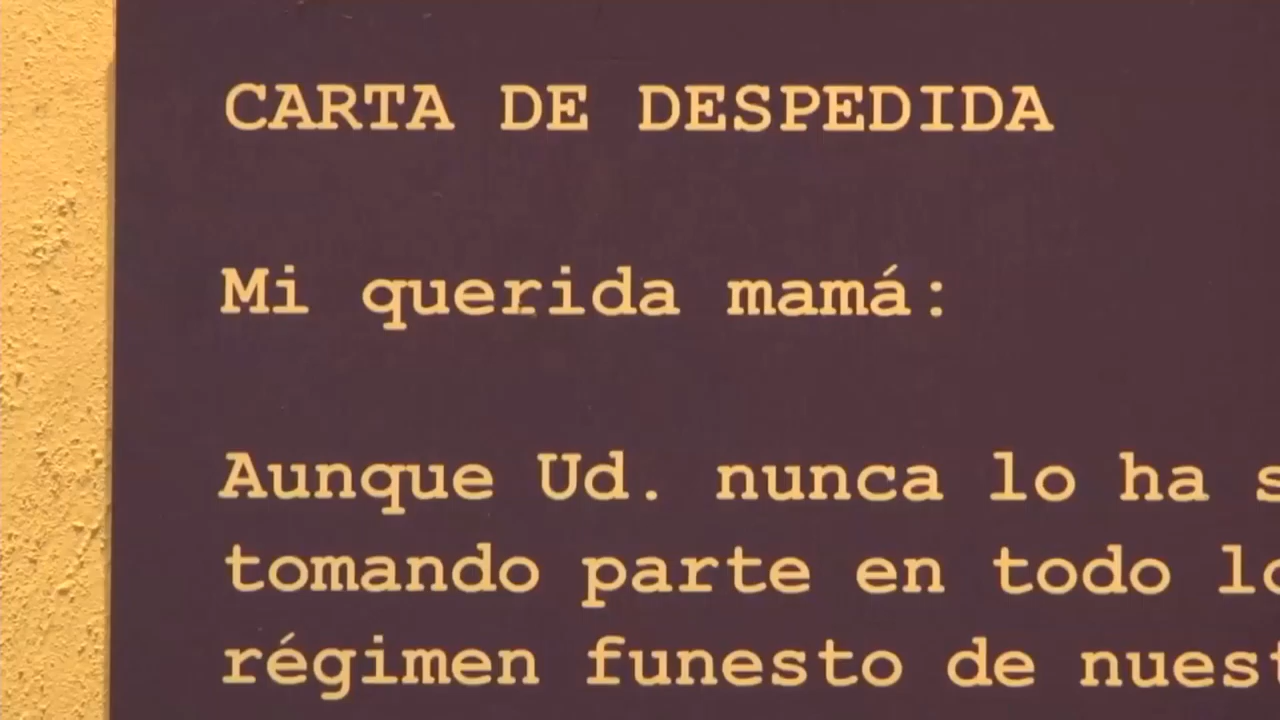 CARTA DE DESPEDIDA
Mi querida mamá:
Aunque Ud. nunca lo ha
tomando parte en todo
régimen funesto de